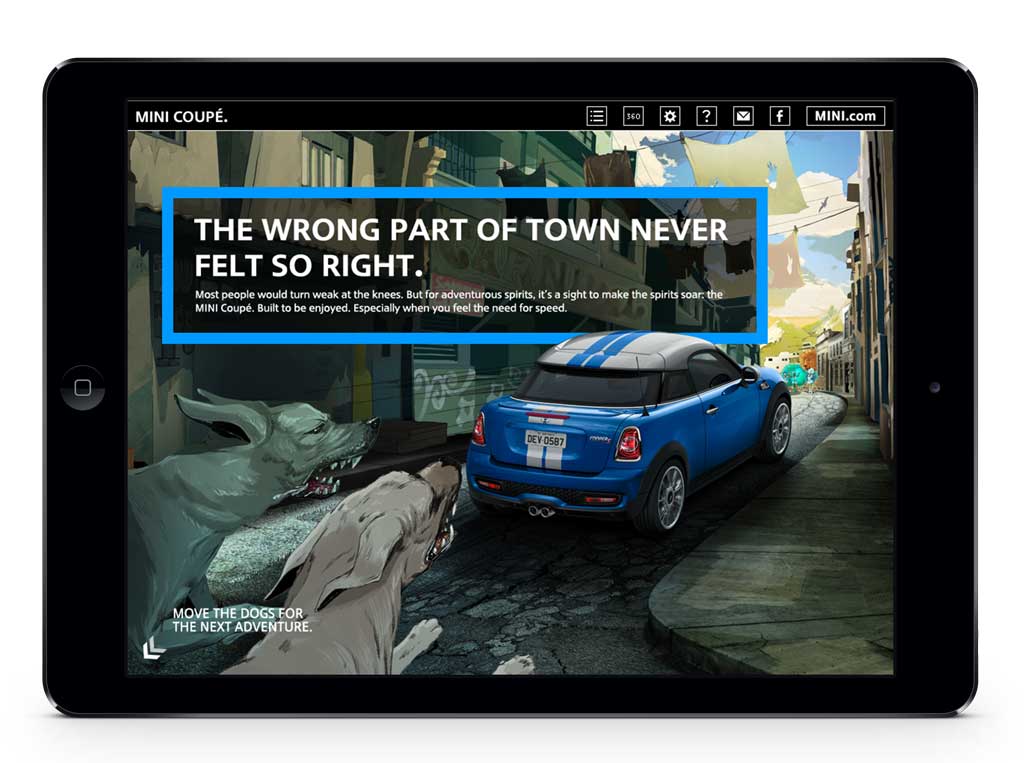 MINI COUPÉ.
360
?
f
MINI.com
THE WRONG PART OF TOWN NEVER
FELT SO RIGHT.
Most people would turn weak at the knees. But for adventurous spirits, it's a sight to make the spirits soar: the
MINI Coupé. Built to be enjoyed. Especially when you feel the need for speed.
DEV·0587
MOVE THE DOGS FOR
THE NEXT ADVENTURE.